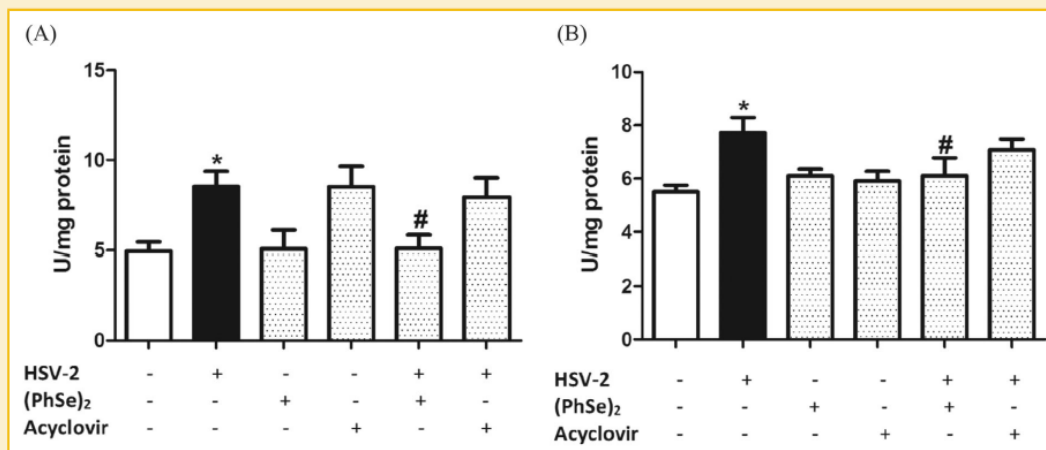 (A)
15
10
5
0
U/mg protein
*
#
HSV-2 - + - - + +
(PhSe)₂ - - + - + -
Acyclovir - - - + - +
(B)
10
8
6
4
2
0
U/mg protein
*
#
HSV-2 - + - - + +
(PhSe)₂ - - + - + -
Acyclovir - - - + - +